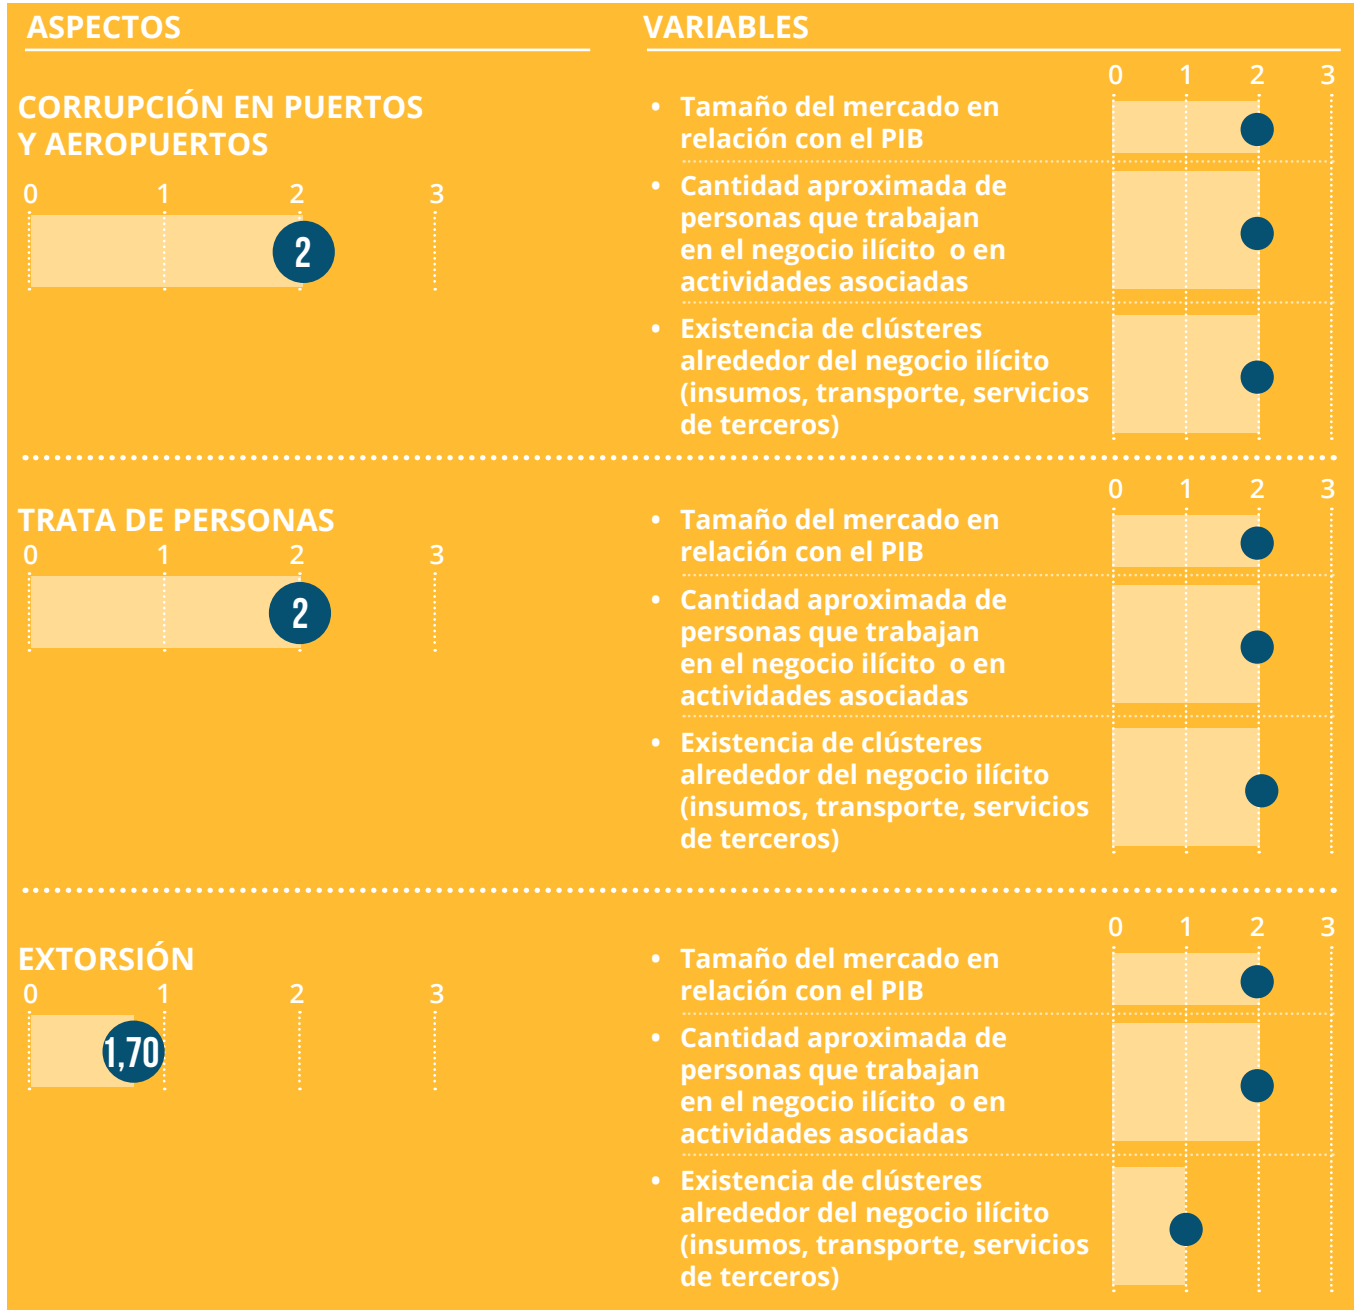 ASPECTOS
VARIABLES
CORRUPCIÓN EN PUERTOS
Y AEROPUERTOS
0 1 2 3
2
0 1 2 3
• Tamaño del mercado en
relación con el PIB
• Cantidad aproximada de
personas que trabajan
en el negocio ilícito o en
actividades asociadas
• Existencia de clústeres
alrededor del negocio ilícito
(insumos, transporte, servicios
de terceros)
TRATA DE PERSONAS
0 1 2 3
2
0 1 2 3
• Tamaño del mercado en
relación con el PIB
• Cantidad aproximada de
personas que trabajan
en el negocio ilícito o en
actividades asociadas
• Existencia de clústeres
alrededor del negocio ilícito
(insumos, transporte, servicios
de terceros)
EXTORSIÓN
0 1 2 3
1,70
0 1 2 3
• Tamaño del mercado en
relación con el PIB
• Cantidad aproximada de
personas que trabajan
en el negocio ilícito o en
actividades asociadas
• Existencia de clústeres
alrededor del negocio ilícito
(insumos, transporte, servicios
de terceros)